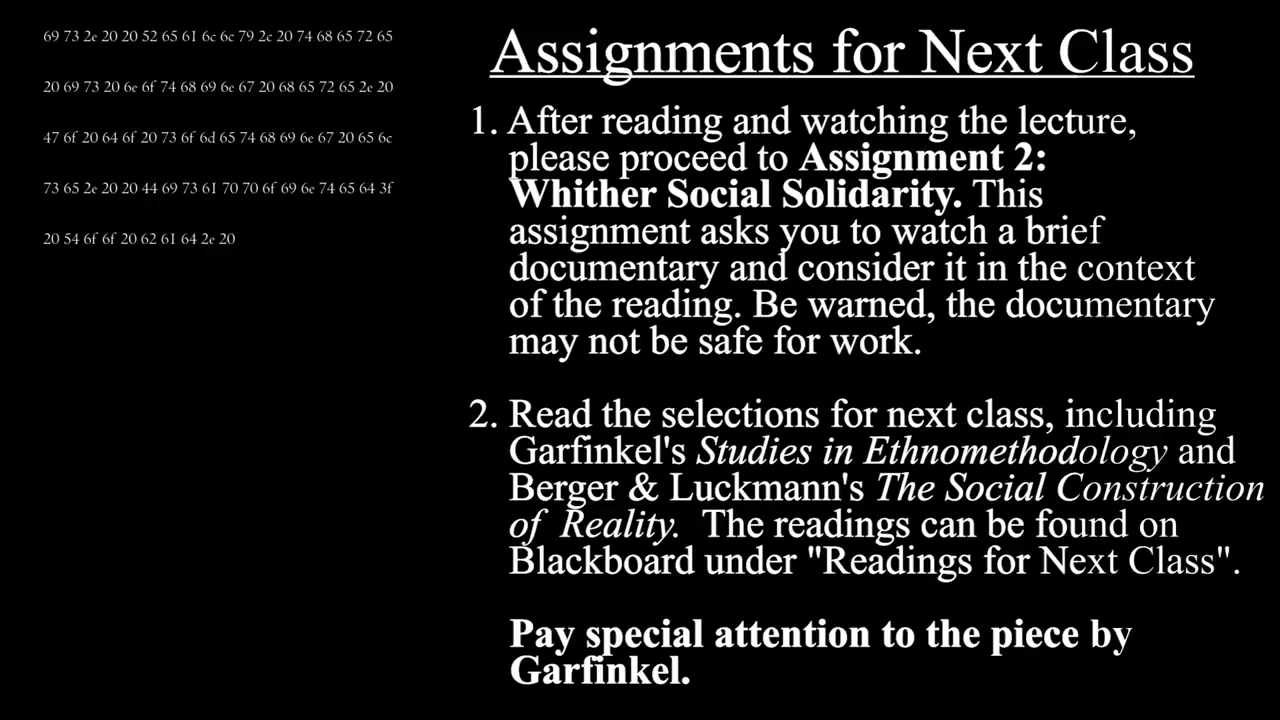 69 73 2e 20 20 52 65 61 6c 6c 79 2c 20 74 68 65 72 65
20 69 73 20 6e 6f 74 68 69 6e 67 20 68 65 72 65 2e 20
47 6f 20 64 6f 20 73 6f 6d 65 74 68 69 6e 67 20 65 6c
73 65 2e 20 20 44 69 73 61 70 70 6f 69 6e 74 65 64 3f
20 54 6f 6f 20 62 61 64 2e 20
Assignments for Next Class
1. After reading and watching the lecture,
please proceed to Assignment 2:
Whither Social Solidarity. This
assignment asks you to watch a brief
documentary and consider it in the context
of the reading. Be warned, the documentary
may not be safe for work.
2. Read the selections for next class, including
Garfinkel's Studies in Ethnomethodology and
Berger & Luckmann's The Social Construction
of Reality. The readings can be found on
Blackboard under "Readings for Next Class".
Pay special attention to the piece by
Garfinkel.